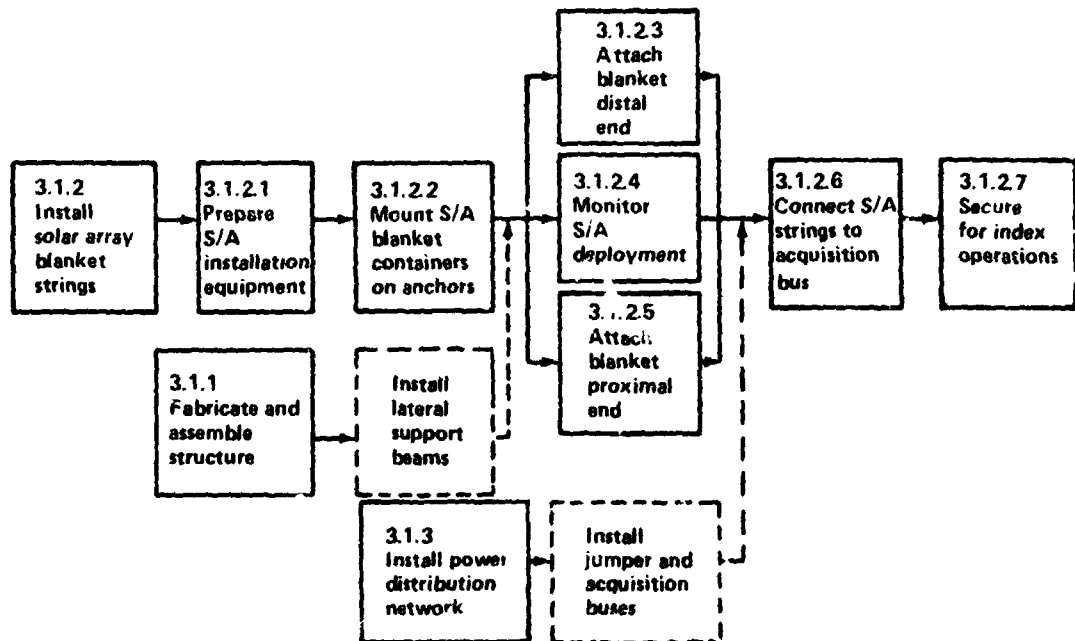 3.1.2
Install
solar array
blanket
strings
3.1.2.1
Prepare
S/A
installation
equipment
3.1.2.2
Mount S/A
blanket
containers
on anchors
3.1.2.3
Attach
blanket
distal
end
3.1.2.4
Monitor
S/A
deployment
3.1.2.5
Attach
blanket
proximal
end
3.1.2.6
Connect S/A
strings to
acquisition
bus
3.1.2.7
Secure
for index
operations
3.1.1
Fabricate and
assemble
structure
Install
lateral
support
beams
3.1.3
Install power
distribution
network
Install
jumper and
acquisition
buses